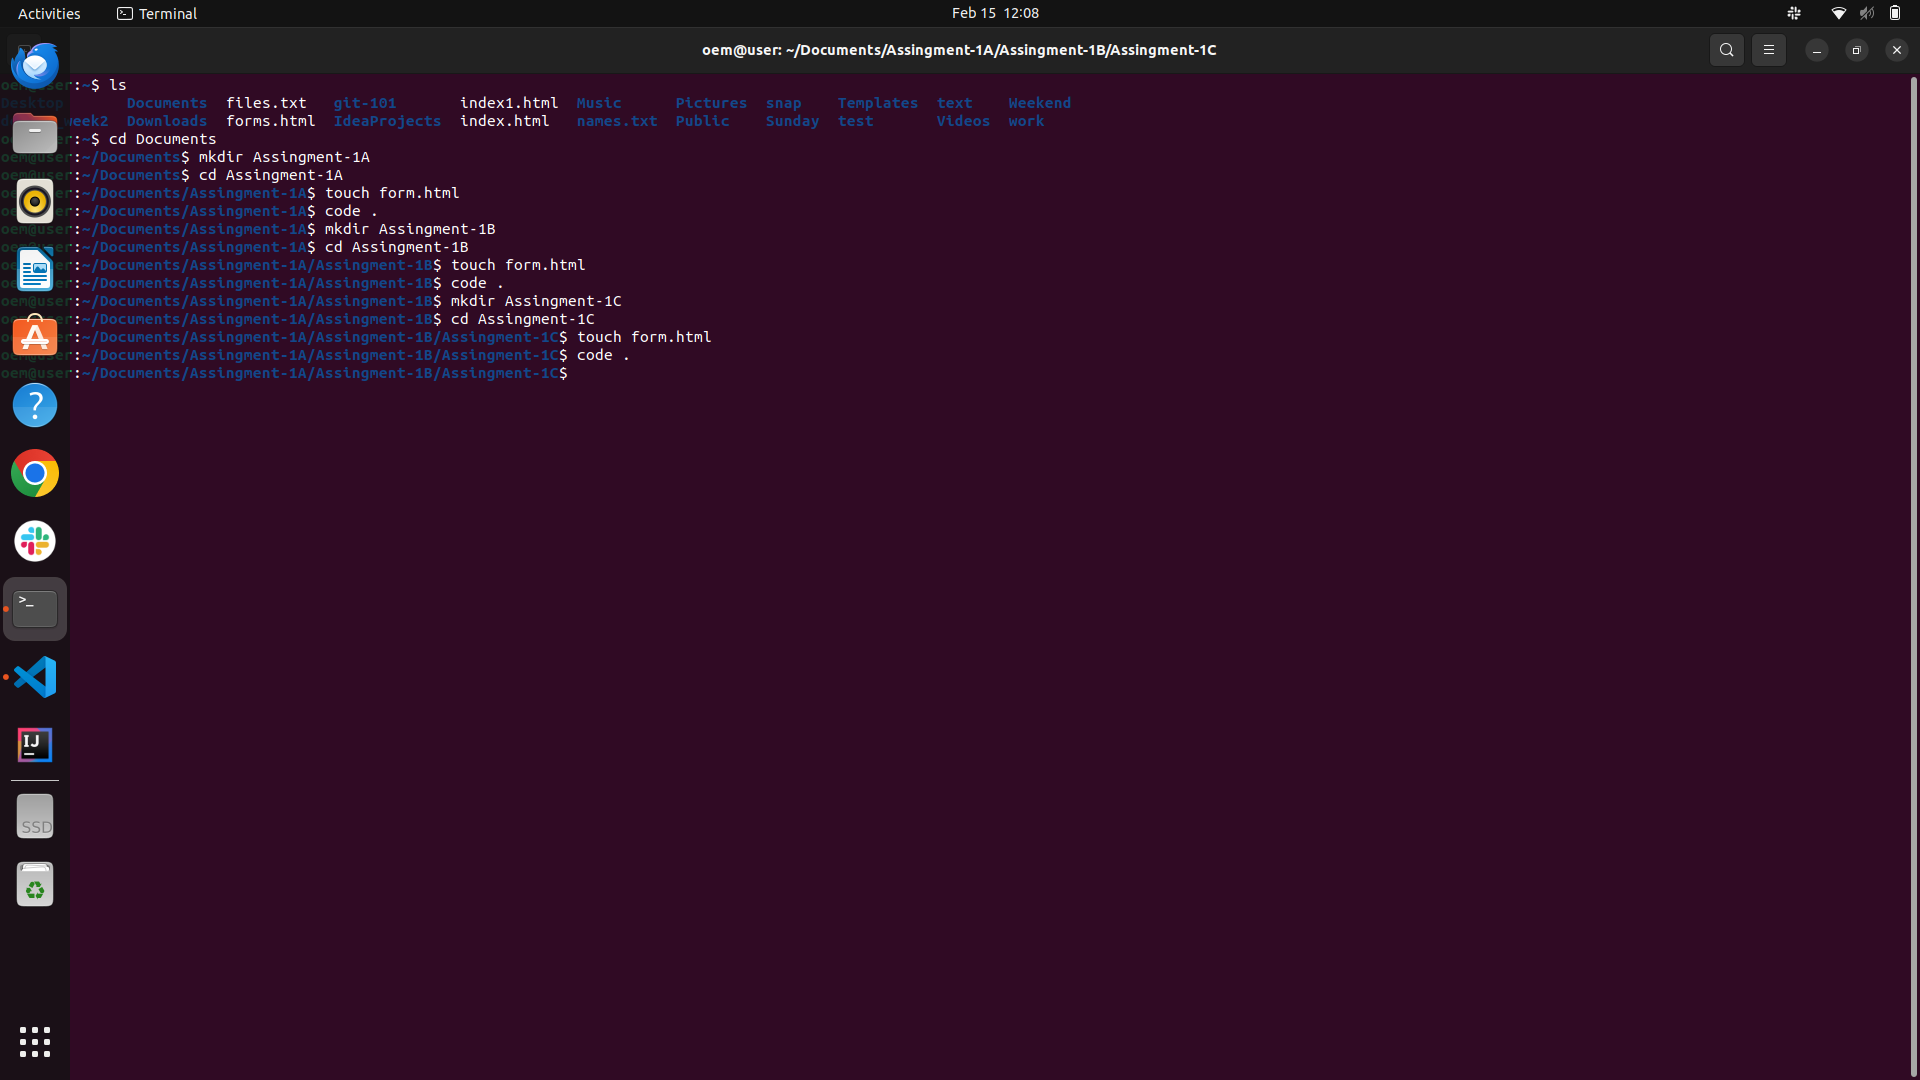 Activities Terminal Feb 15 12:08
oem@user: ~/Documents/Assingment-1A/Assingment-1B/Assingment-1C
oem@user:~$ ls
Desktop Documents files.txt git-101 index1.html Music Pictures snap Templates text Weekend
week2 Downloads forms.html IdeaProjects index.html names.txt Public Sunday test Videos work
oem@user:~$ cd Documents
oem@user:~/Documents$ mkdir Assingment-1A
oem@user:~/Documents$ cd Assingment-1A
oem@user:~/Documents/Assingment-1A$ touch form.html
oem@user:~/Documents/Assingment-1A$ code .
oem@user:~/Documents/Assingment-1A$ mkdir Assingment-1B
oem@user:~/Documents/Assingment-1A$ cd Assingment-1B
oem@user:~/Documents/Assingment-1A/Assingment-1B$ touch form.html
oem@user:~/Documents/Assingment-1A/Assingment-1B$ code .
oem@user:~/Documents/Assingment-1A/Assingment-1B$ mkdir Assingment-1C
oem@user:~/Documents/Assingment-1A/Assingment-1B$ cd Assingment-1C
oem@user:~/Documents/Assingment-1A/Assingment-1B/Assingment-1C$ touch form.html
oem@user:~/Documents/Assingment-1A/Assingment-1B/Assingment-1C$ code .
oem@user:~/Documents/Assingment-1A/Assingment-1B/Assingment-1C$
IJ
SSD